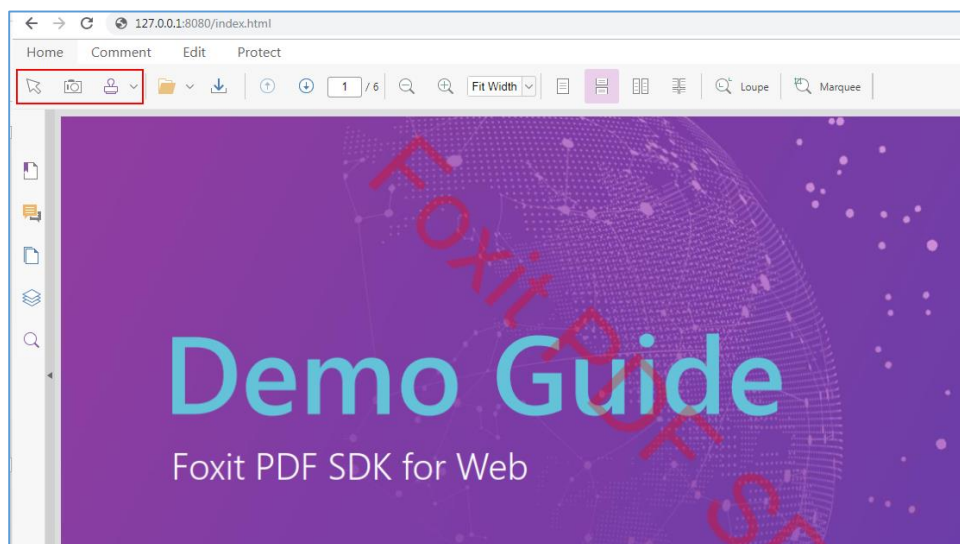 127.0.0.1:8080/index.html
Home Comment Edit Protect
1 / 6 Fit Width Loupe Marquee
Foxit PDF S
Demo Guide
Foxit PDF SDK for Web